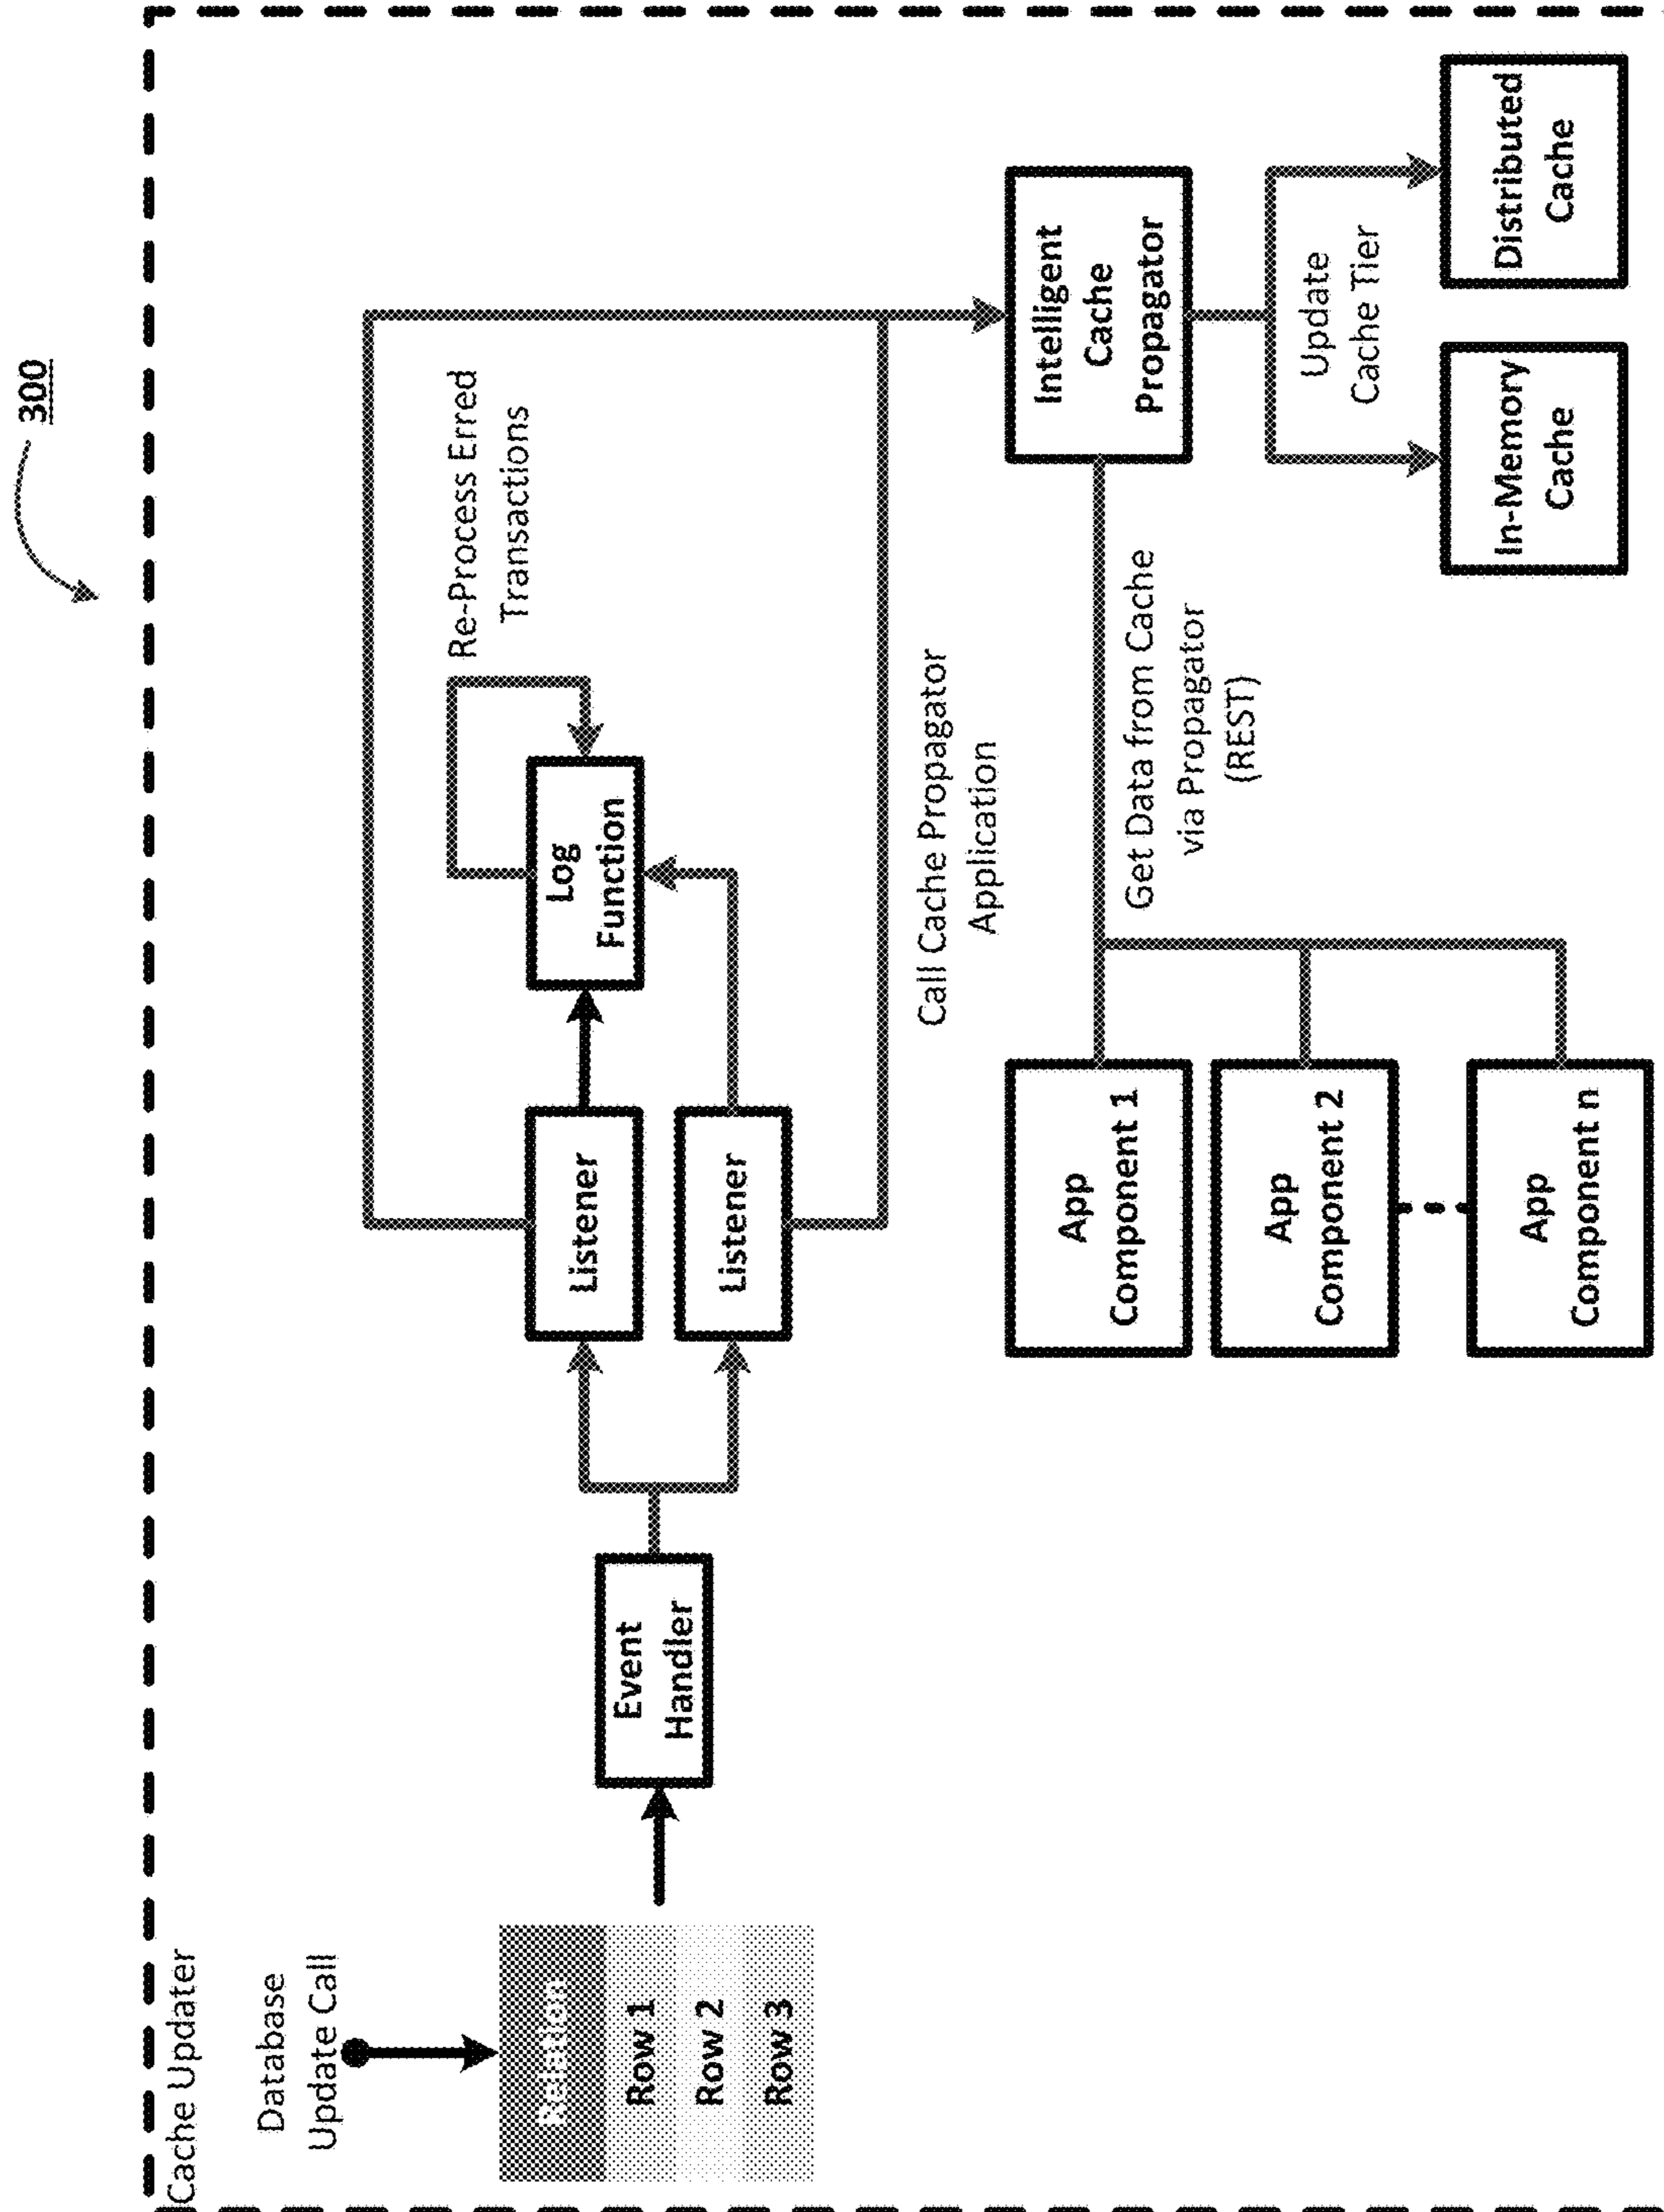 300
Cache Updater
Database
Update Call
Relation
Row 1
Row 2
Row 3
Event
Handler
Listener
Listener
Log
Function
Re-Process Erred
Transactions
Call Cache Propagator
Application
Intelligent
Cache
Propagator
Get Data from Cache
via Propagator
(REST)
App
Component 1
App
Component 2
App
Component n
Update
Cache Tier
In-Memory
Cache
Distributed
Cache